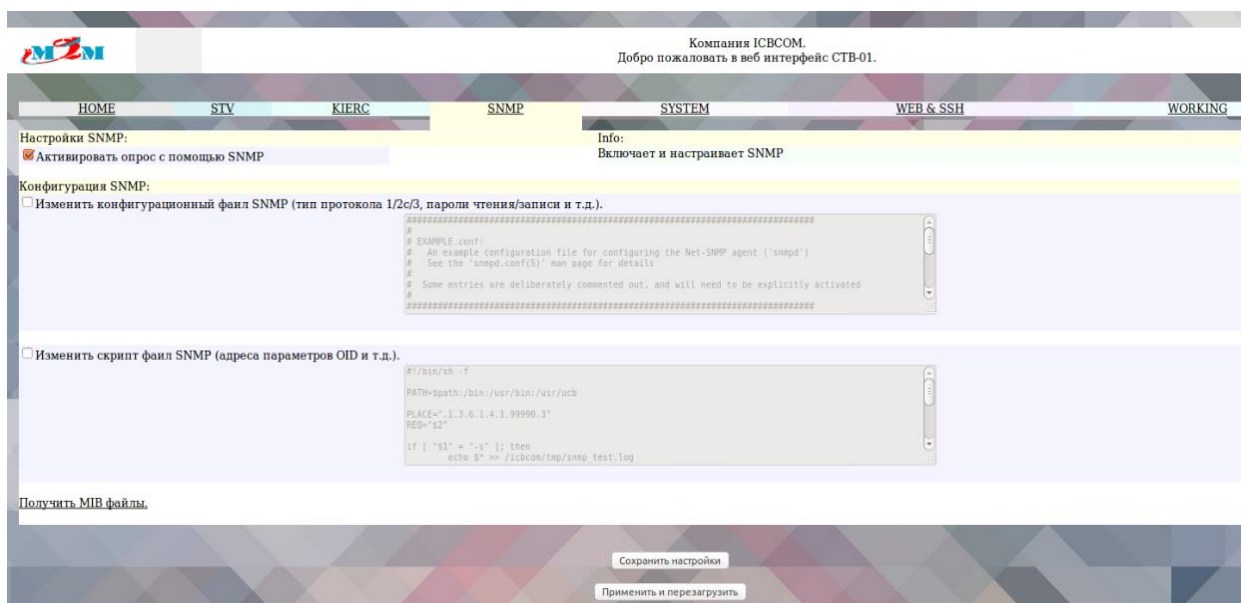 M2M
Компания ICBCOM.
Добро пожаловать в веб интерфейс СТВ-01.
HOME STV KIERC SNMP SYSTEM WEB & SSH WORKING
Настройки SNMP: Info:
Активировать опрос с помощью SNMP Включает и настраивает SNMP
Конфигурация SNMP:
Изменить конфигурационный фаил SNMP (тип протокола 1/2c/3, пароли чтения/записи и т.д.).
###############################################################################
#
# EXAMPLE.conf:
# An example configuration file for configuring the Net-SNMP agent ('snmpd')
# See the 'snmpd.conf(5)' man page for details
#
# Some entries are deliberately commented out, and will need to be explicitly activated
#
###############################################################################
Изменить скрипт фаил SNMP (адреса параметров OID и т.д.).
#!/bin/sh -f
PATH=$path:/bin:/usr/bin:/usr/ucb
PLACE=".1.3.6.1.4.1.99990.3"
REQ="$2"
if [ "$1" = "-s" ]; then
echo $* >> /icbcom/tmp/snmp_test.log
Получить MIB файлы.
Сохранить настройки
Применить и перезагрузить